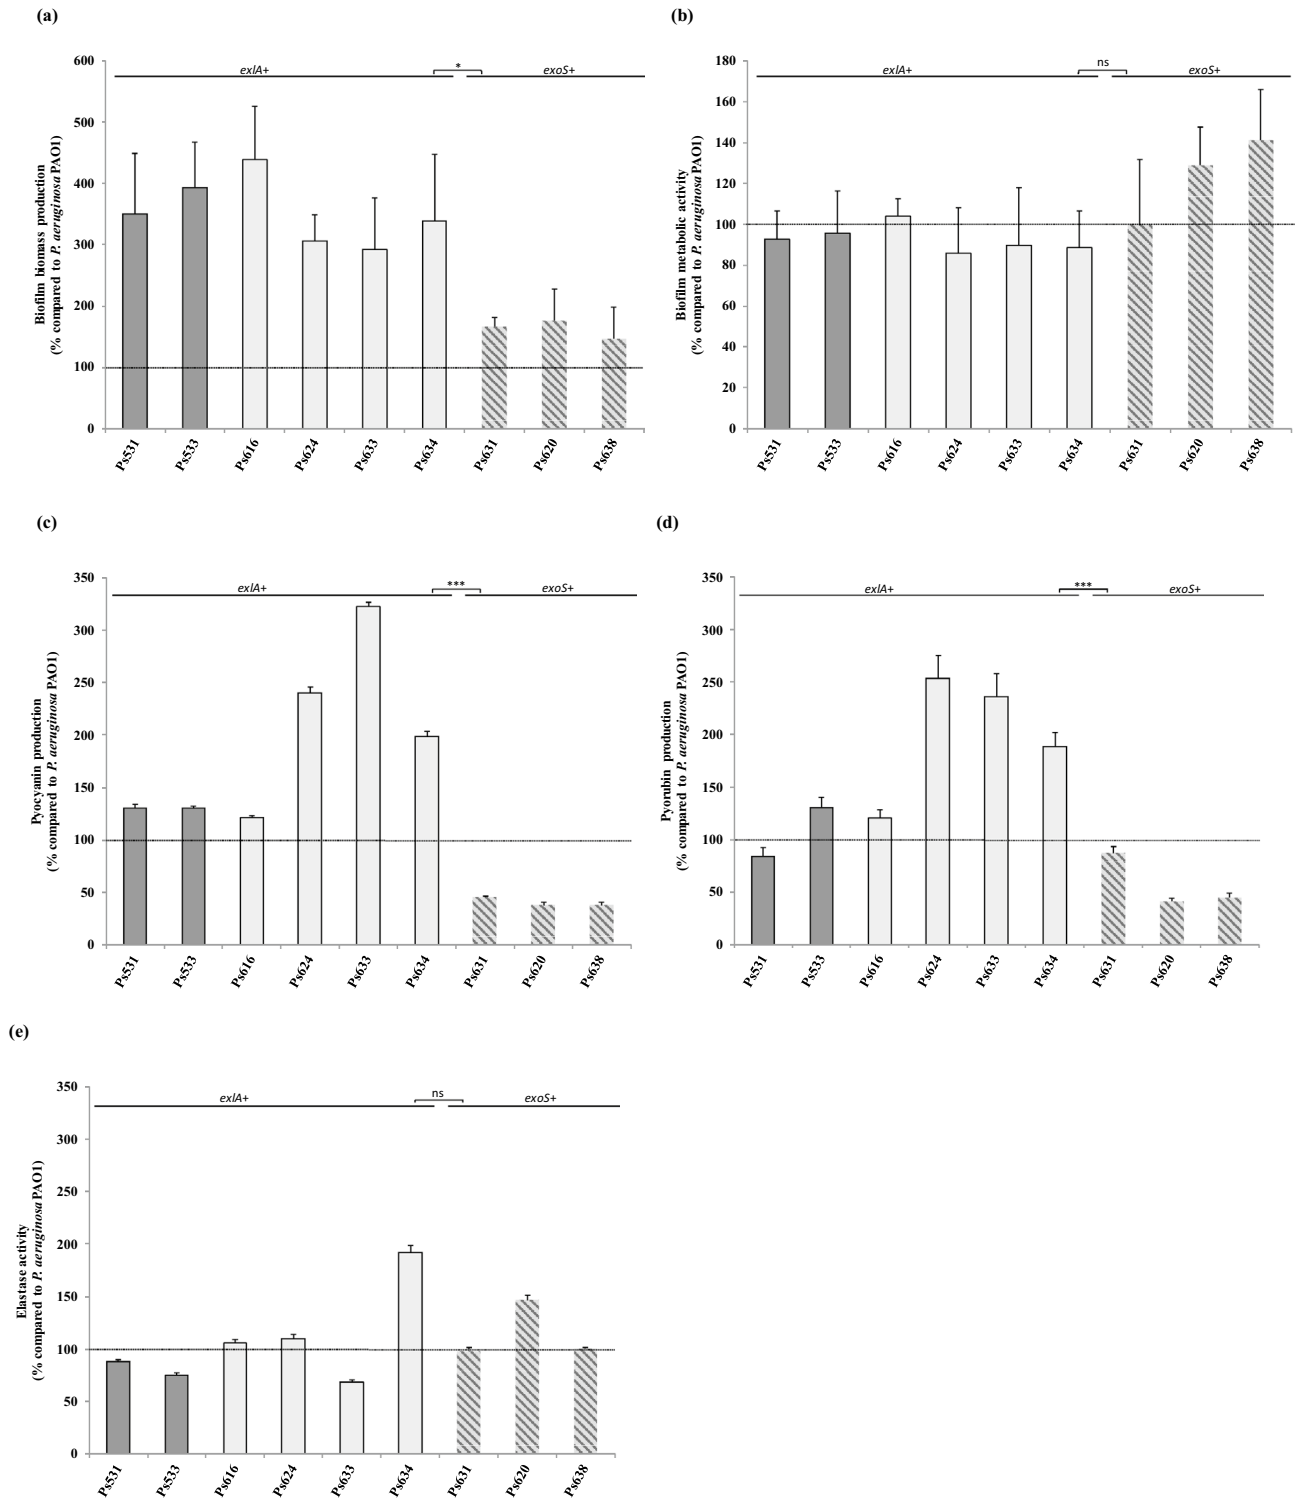 (a)
(b)
600
500
400
300
200
100
0
Biofilm biomass production
(% compared to P. aeruginosa PAO1)
exlA+
*
exoS+
Ps531
Ps533
Ps616
Ps624
Ps633
Ps634
Ps631
Ps620
Ps638
180
160
140
120
100
80
60
40
20
0
Biofilm metabolic activity
(% compared to P. aeruginosa PAO1)
exlA+
ns
exoS+
Ps531
Ps533
Ps616
Ps624
Ps633
Ps634
Ps631
Ps620
Ps638
(c)
(d)
350
300
250
200
150
100
50
0
Pyocyanin production
(% compared to P. aeruginosa PAO1)
exlA+
***
exoS+
Ps531
Ps533
Ps616
Ps624
Ps633
Ps634
Ps631
Ps620
Ps638
350
300
250
200
150
100
50
0
Pyorubin production
(% compared to P. aeruginosa PAO1)
exlA+
***
exoS+
Ps531
Ps533
Ps616
Ps624
Ps633
Ps634
Ps631
Ps620
Ps638
(e)
350
300
250
200
150
100
50
0
Elastase activity
(% compared to P. aeruginosa PAO1)
exlA+
ns
exoS+
Ps531
Ps533
Ps616
Ps624
Ps633
Ps634
Ps631
Ps620
Ps638